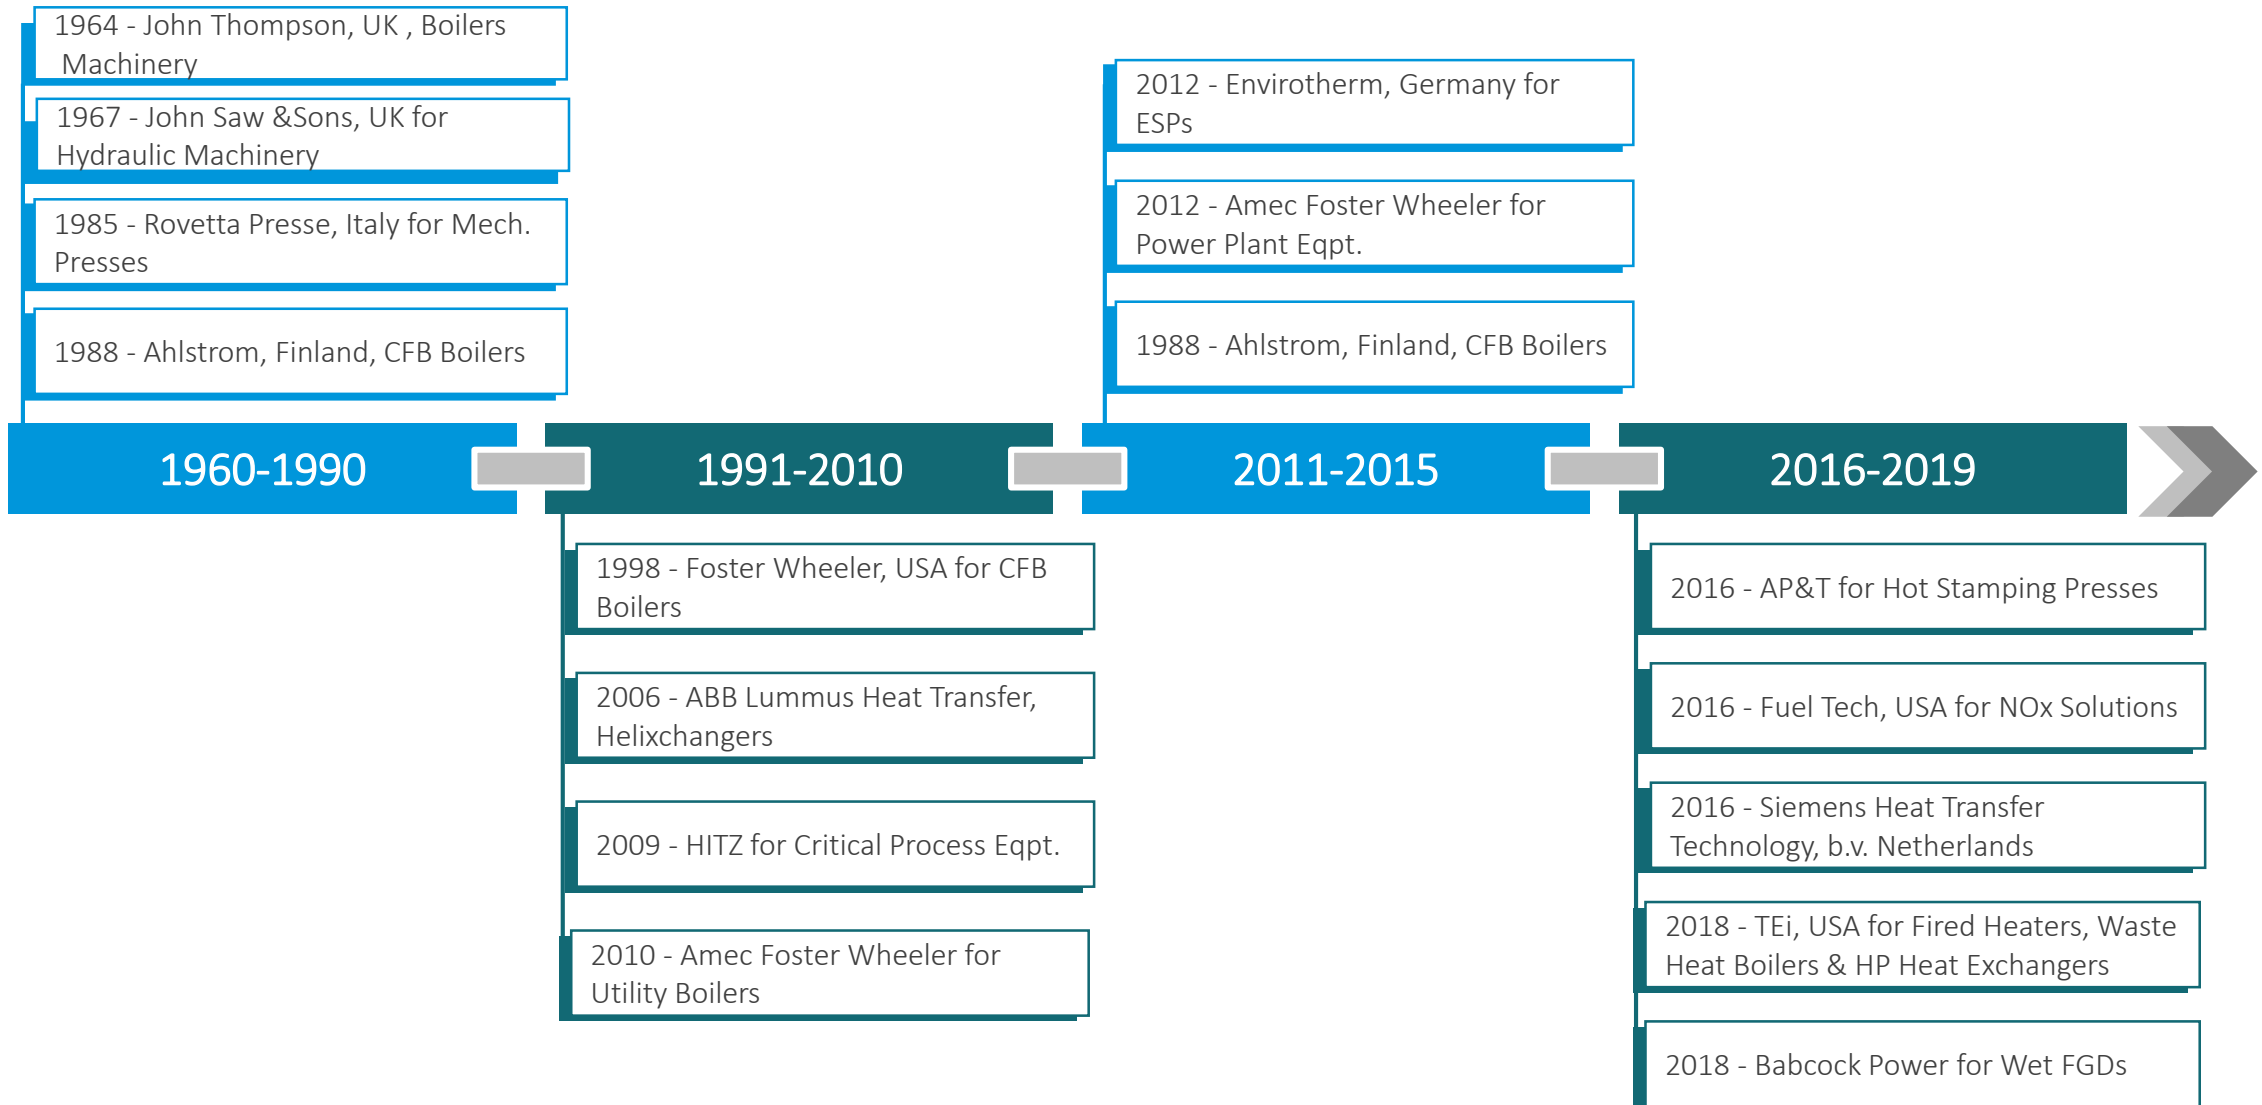 1964 - John Thompson, UK , Boilers
Machinery
1967 - John Saw &Sons, UK for
Hydraulic Machinery
1985 - Rovetta Presse, Italy for Mech.
Presses
1988 - Ahlstrom, Finland, CFB Boilers
2012 - Envirotherm, Germany for
ESPs
2012 - Amec Foster Wheeler for
Power Plant Eqpt.
1988 - Ahlstrom, Finland, CFB Boilers
1960-1990
1991-2010
2011-2015
2016-2019
1998 - Foster Wheeler, USA for CFB
Boilers
2006 - ABB Lummus Heat Transfer,
Helixchangers
2009 - HITZ for Critical Process Eqpt.
2010 - Amec Foster Wheeler for
Utility Boilers
2016 - AP&T for Hot Stamping Presses
2016 - Fuel Tech, USA for NOx Solutions
2016 - Siemens Heat Transfer
Technology, b.v. Netherlands
2018 - TEi, USA for Fired Heaters, Waste
Heat Boilers & HP Heat Exchangers
2018 - Babcock Power for Wet FGDs